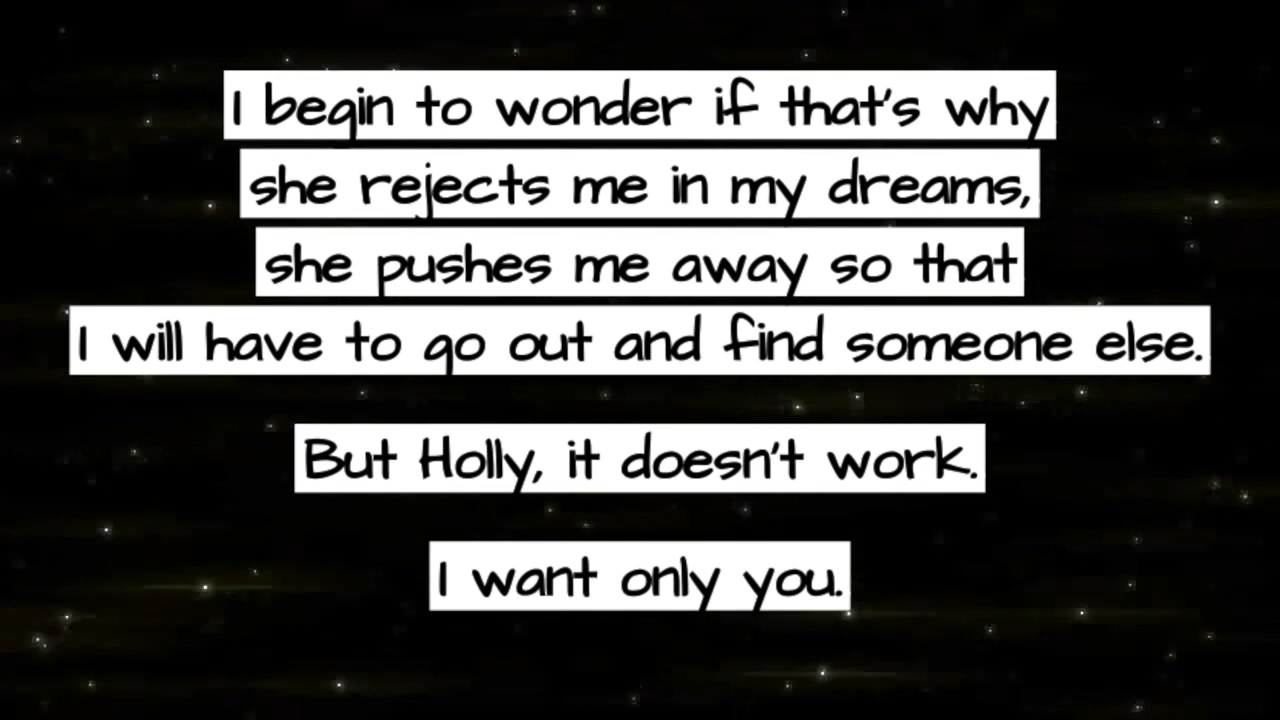 I begin to wonder if that's why
she rejects me in my dreams,
she pushes me away so that
I will have to go out and find someone else.
But Holly, it doesn't work.
I want only you.